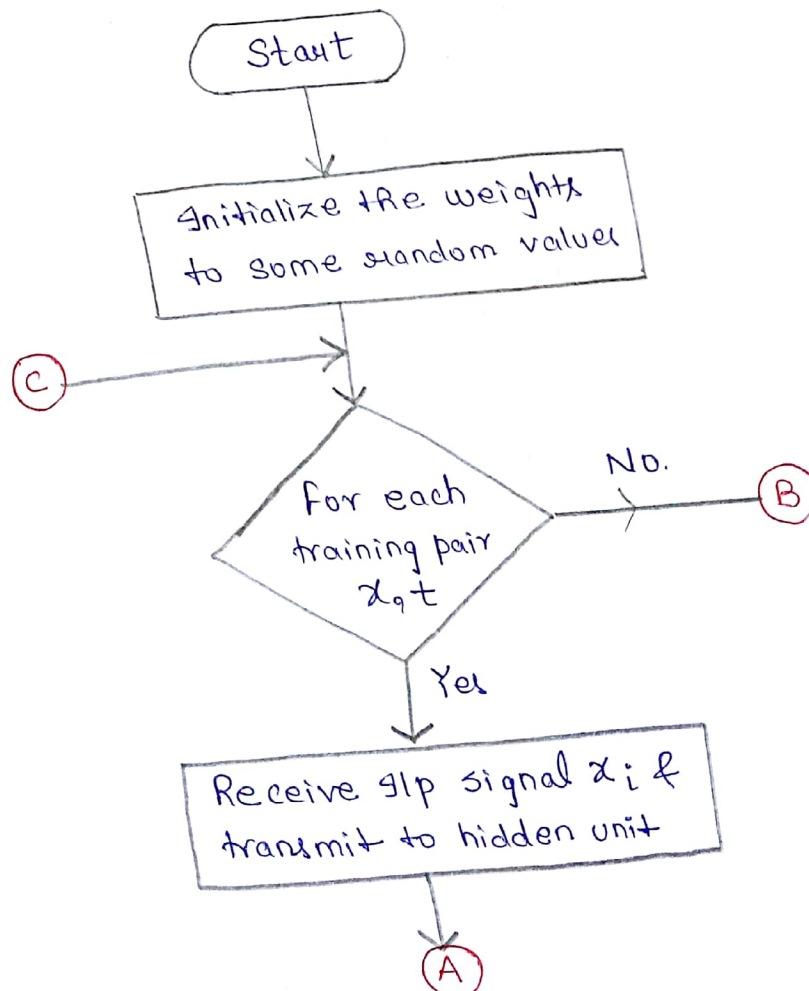 Start
Initialize the weights
to some random values
C
For each
training pair
x, t
No.
B
Yes
Receive I/p signal xᵢ &
transmit to hidden unit
A